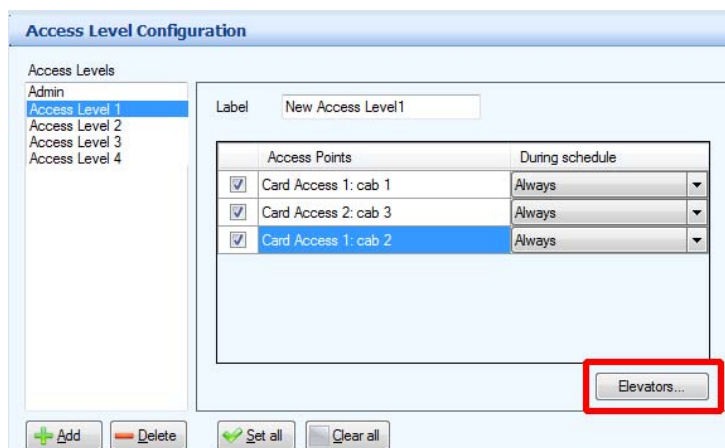 Access Level Configuration
Access Levels
Admin
Access Level 1
Access Level 2
Access Level 3
Access Level 4
Label New Access Level1
Access Points During schedule
Card Access 1: cab 1 Always
Card Access 2: cab 3 Always
Card Access 1: cab 2 Always
Elevators...
Add Delete Set all Clear all